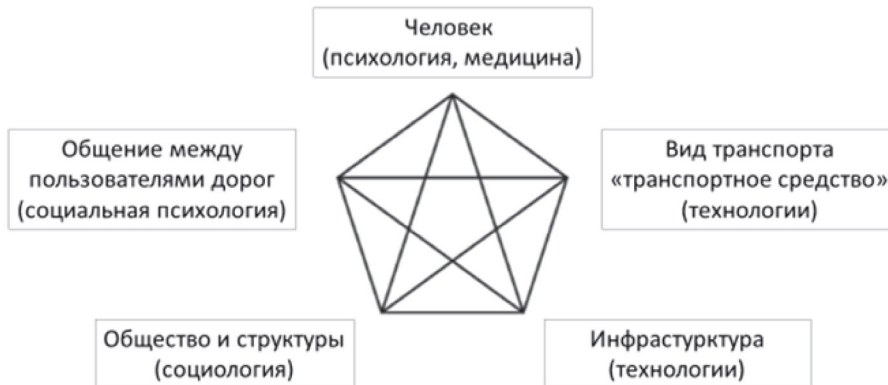 Человек
(психология, медицина)
Общение между
пользователями дорог
(социальная психология)
Вид транспорта
«транспортное средство»
(технологии)
Общество и структуры
(социология)
Инфрастурктура
(технологии)